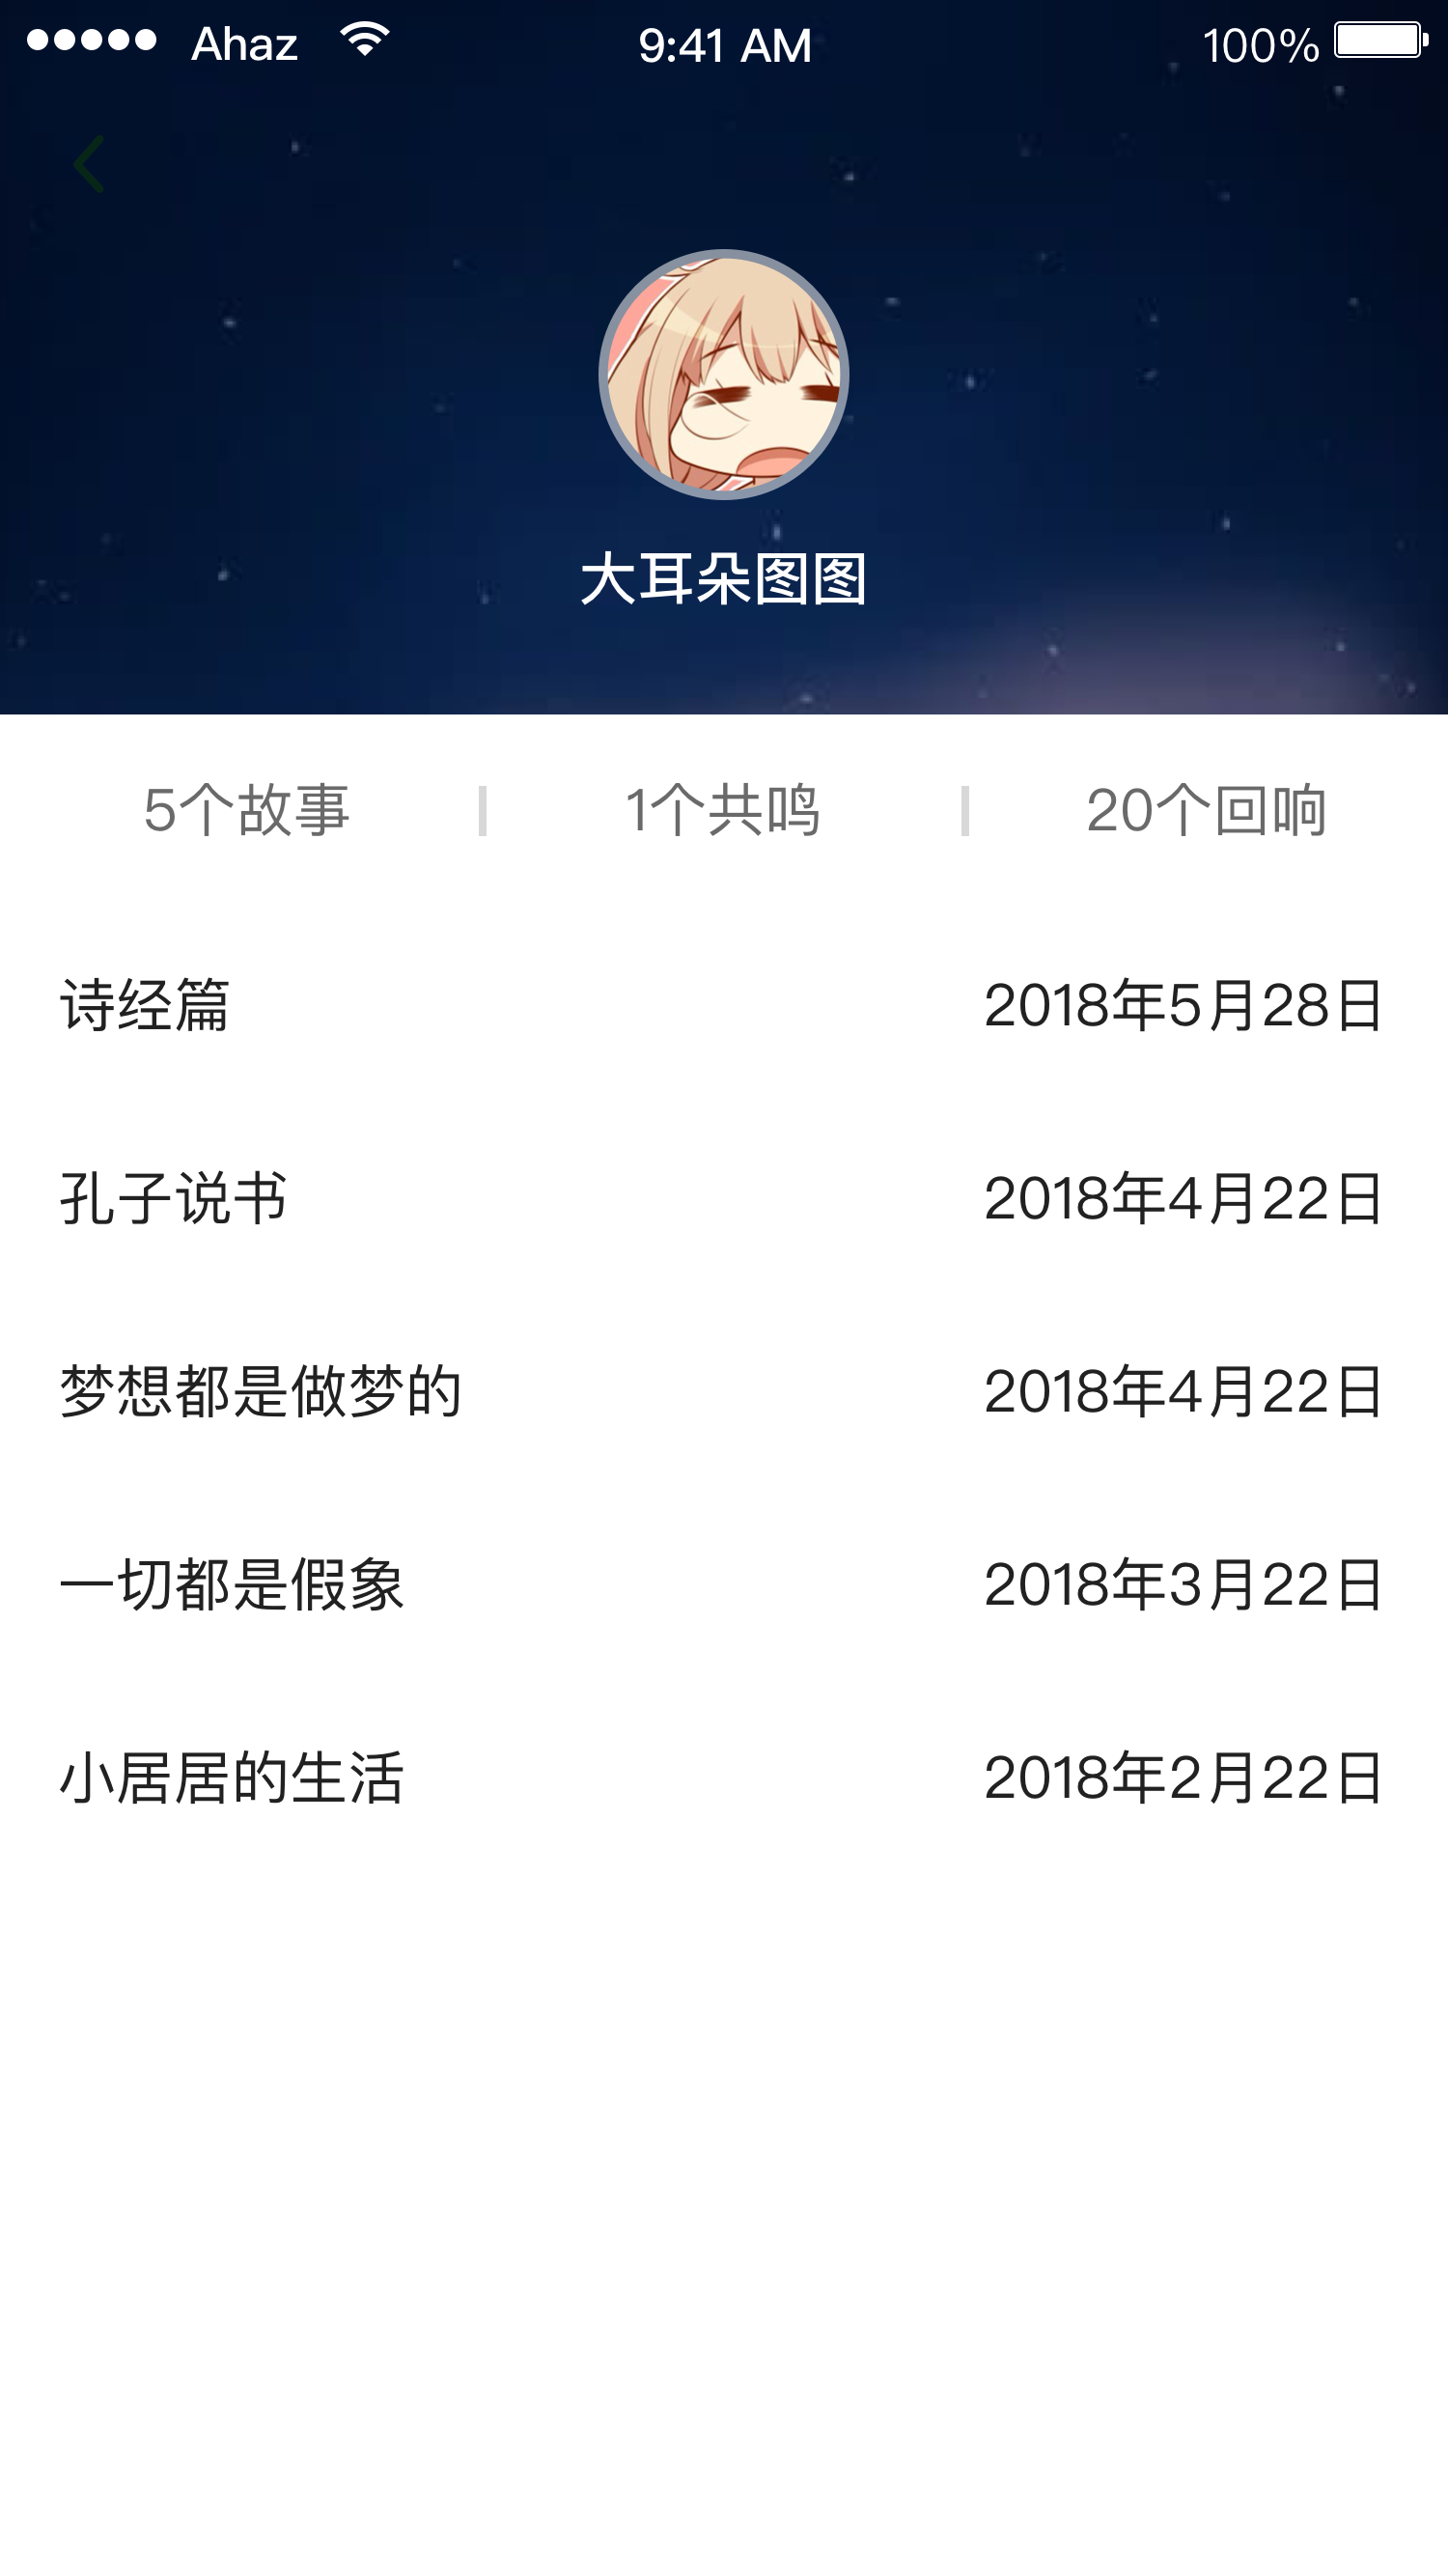 Ahaz 9:41 AM 100%
大耳朵图图
5个故事 1个共鸣 20个回响
诗经篇 2018年5月28日
孔子说书 2018年4月22日
梦想都是做梦的 2018年4月22日
一切都是假象 2018年3月22日
小居居的生活 2018年2月22日